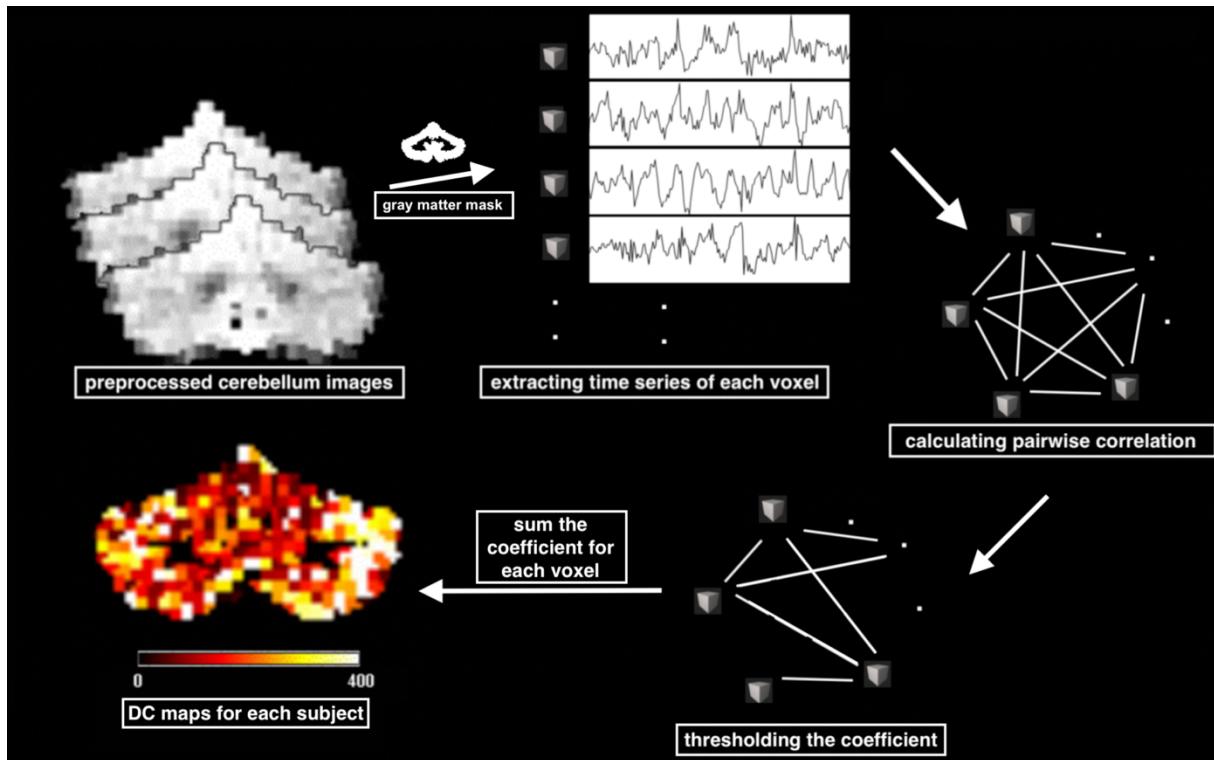 gray matter mask
preprocessed cerebellum images
extracting time series of each voxel
calculating pairwise correlation
thresholding the coefficient
sum the
coefficient for
each voxel
0
400
DC maps for each subject